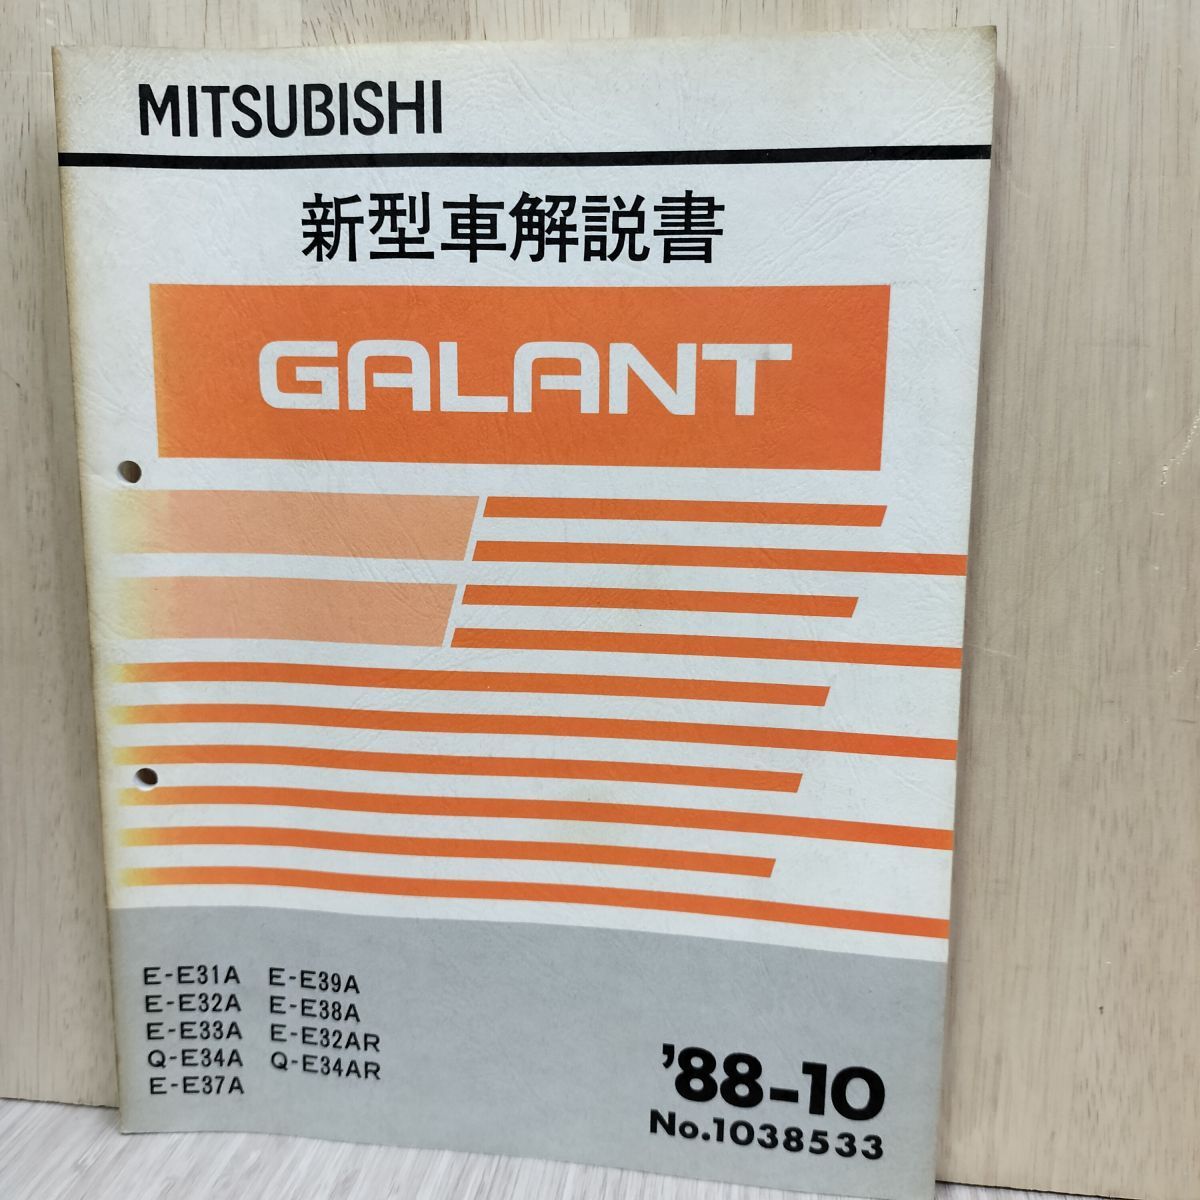 MITSUBISHI
新型車解説書
GALANT
E-E31A E-E39A
E-E32A E-E38A
E-E33A E-E32AR
Q-E34A Q-E34AR
E-E37A
'88-10
No.1038533